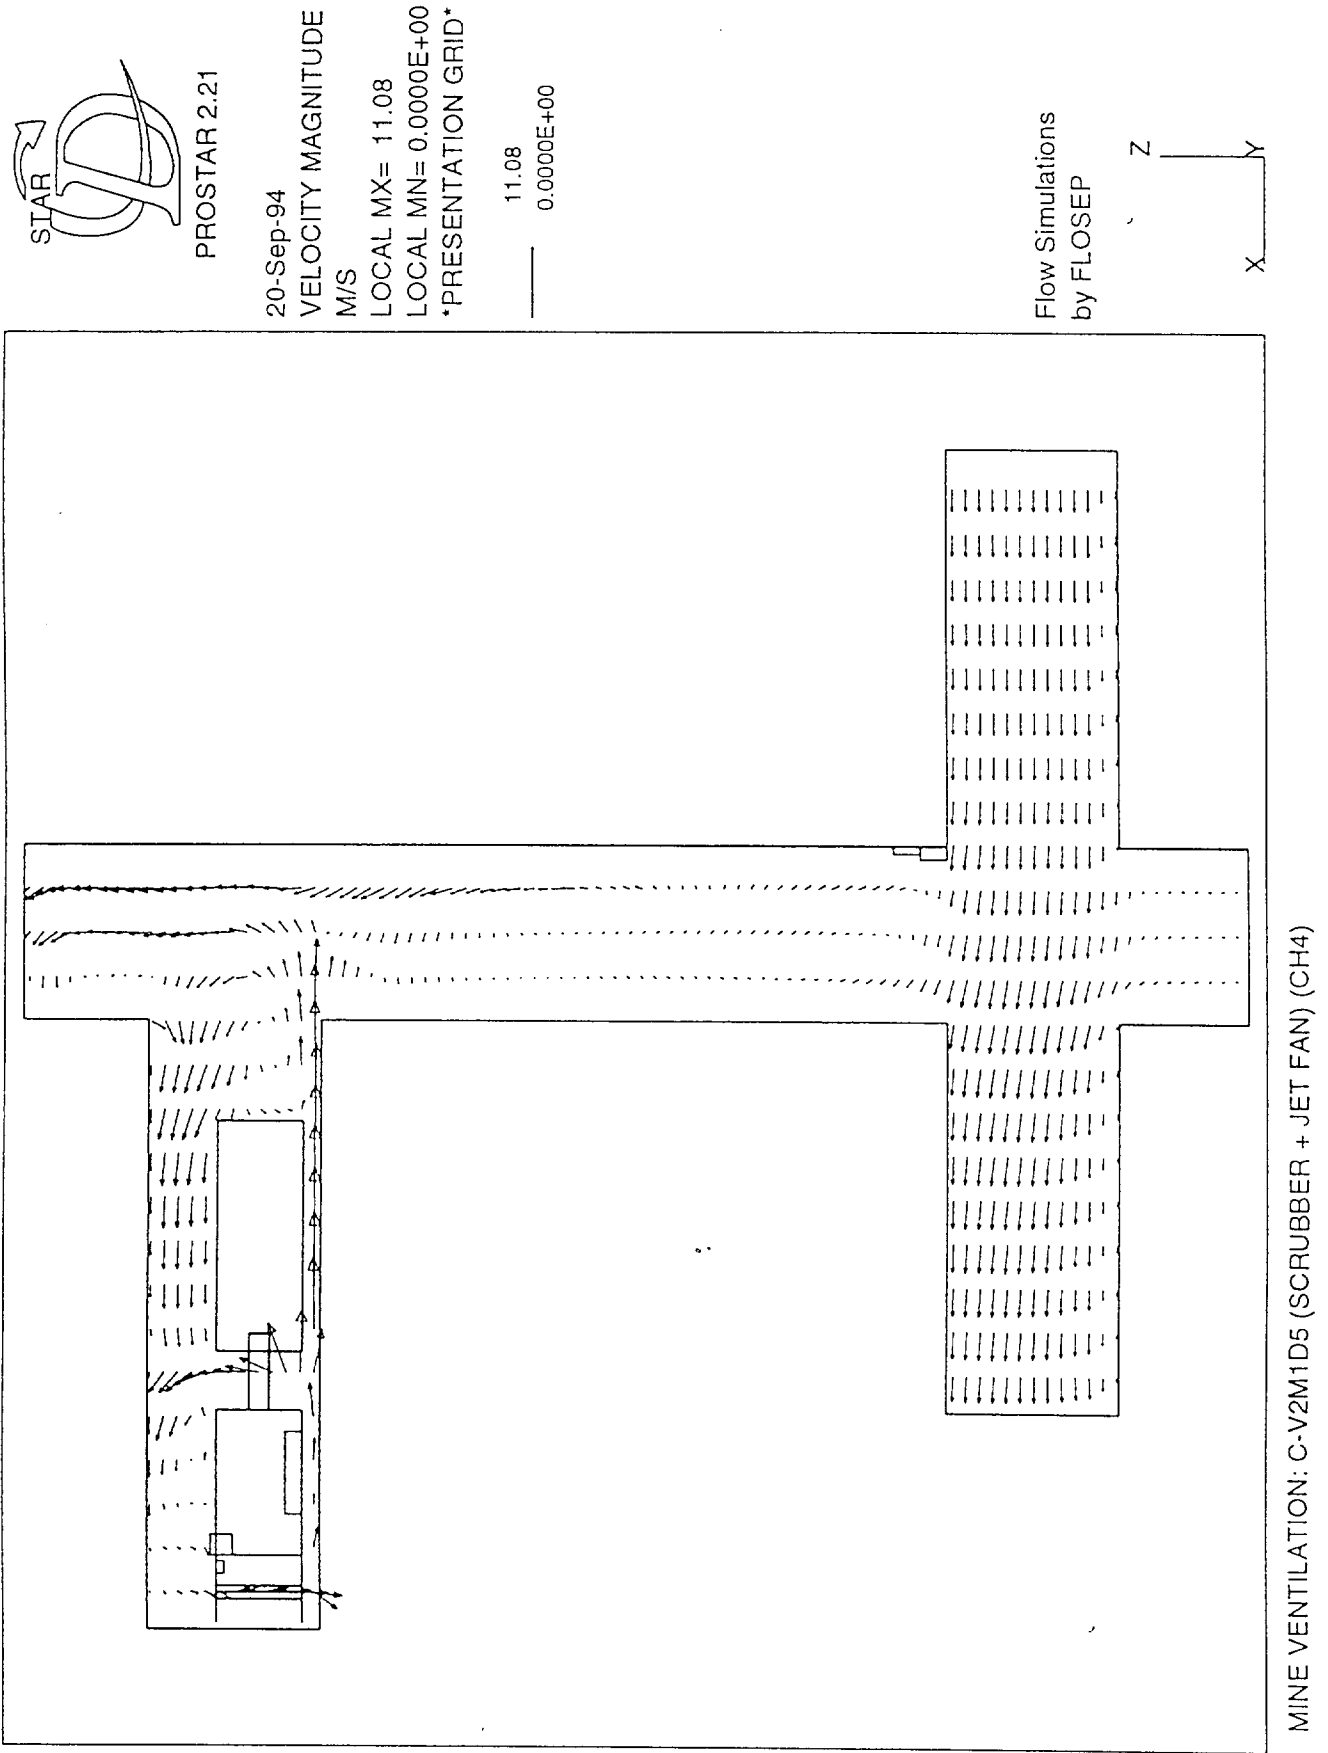 STAR
PROSTAR 2.21
20-Sep-94
VELOCITY MAGNITUDE
M/S
LOCAL MX= 11.08
LOCAL MN= 0.0000E+00
*PRESENTATION GRID*
11.08
0.0000E+00
Flow Simulations
by FLOSEP
Z
Y
X
MINE VENTILATION: C-V2M1D5 (SCRUBBER + JET FAN) (CH4)